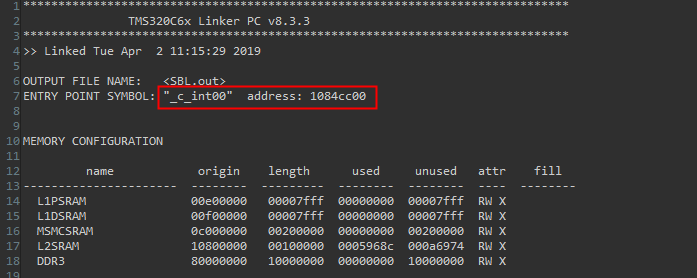 1 ******************************************************************************
2 TMS320C6x Linker PC v8.3.3
3 ******************************************************************************
4 >> Linked Tue Apr  2 11:15:29 2019
5
6 OUTPUT FILE NAME:   <SBL.out>
7 ENTRY POINT SYMBOL: "_c_int00"  address: 1084cc00
8
9
10 MEMORY CONFIGURATION
11
12 name origin length used unused attr fill
13 ---------------------- -------- --------- -------- -------- ---- --------
14 L1PSRAM 00e00000 00007fff 00000000 00007fff RW X
15 L1DSRAM 00f00000 00007fff 00000000 00007fff RW X
16 MSMCSRAM 0c000000 00200000 00000000 00200000 RW X
17 L2SRAM 10800000 00100000 0005968c 000a6974 RW X
18 DDR3 80000000 10000000 00000000 10000000 RW X
19